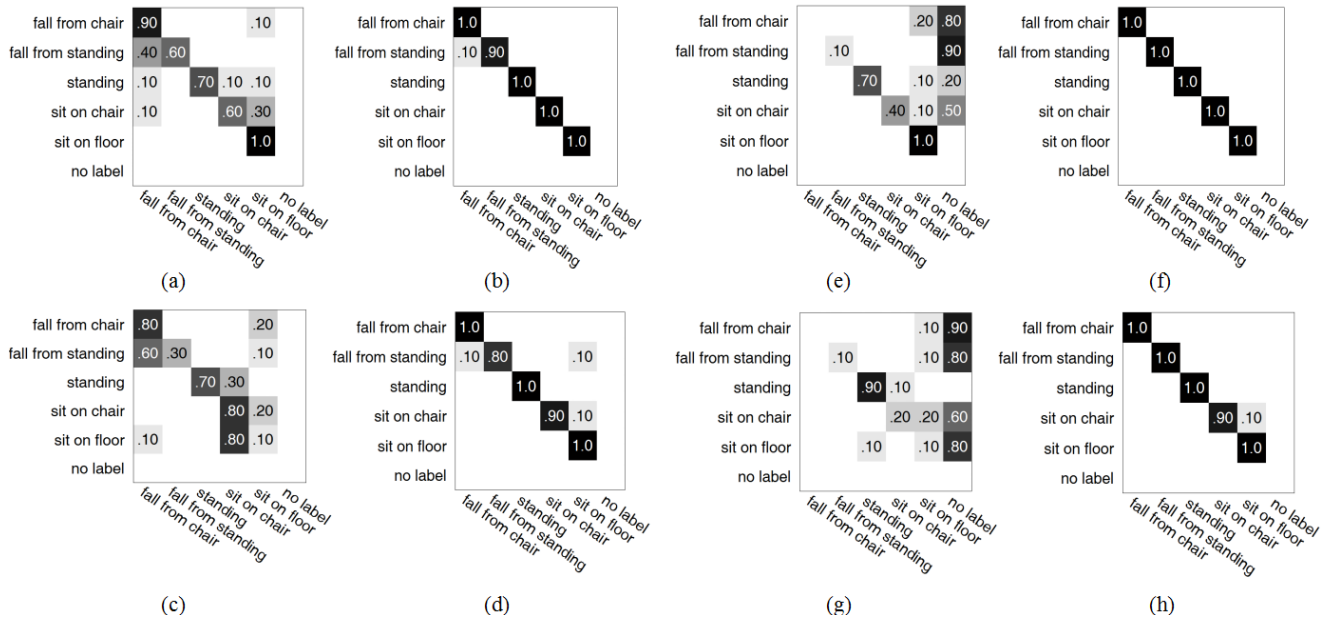 fall from chair .90 .10
fall from standing .40 .60
standing .10 .70 .10 .10
sit on chair .10 .60 .30
sit on floor 1.0
no label
fall from chair
fall from standing
standing
sit on chair
sit on floor
no label
(a)
fall from chair 1.0
fall from standing .10 .90
standing 1.0
sit on chair 1.0
sit on floor 1.0
no label
fall from chair
fall from standing
standing
sit on chair
sit on floor
no label
(b)
fall from chair .20 .80
fall from standing .10 .90
standing .70 .10 .20
sit on chair .40 .10 .50
sit on floor 1.0
no label
fall from chair
fall from standing
standing
sit on chair
sit on floor
no label
(e)
fall from chair 1.0
fall from standing 1.0
standing 1.0
sit on chair 1.0
sit on floor 1.0
no label
fall from chair
fall from standing
standing
sit on chair
sit on floor
no label
(f)
fall from chair .80 .20
fall from standing .60 .30 .10
standing .70 .30
sit on chair .80 .20
sit on floor .10 .80 .10
no label
fall from chair
fall from standing
standing
sit on chair
sit on floor
no label
(c)
fall from chair 1.0
fall from standing .10 .80 .10
standing 1.0
sit on chair .90 .10
sit on floor 1.0
no label
fall from chair
fall from standing
standing
sit on chair
sit on floor
no label
(d)
fall from chair .10 .90
fall from standing .10 .10 .80
standing .90 .10
sit on chair .20 .20 .60
sit on floor .10 .10 .80
no label
fall from chair
fall from standing
standing
sit on chair
sit on floor
no label
(g)
fall from chair 1.0
fall from standing 1.0
standing 1.0
sit on chair .90 .10
sit on floor 1.0
no label
fall from chair
fall from standing
standing
sit on chair
sit on floor
no label
(h)